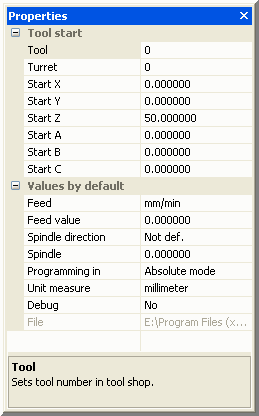 Properties
Tool start
Tool 0
Turret 0
Start X 0.000000
Start Y 0.000000
Start Z 50.000000
Start A 0.000000
Start B 0.000000
Start C 0.000000
Values by default
Feed mm/min
Feed value 0.000000
Spindle direction Not def.
Spindle 0.000000
Programming in Absolute mode
Unit measure millimeter
Debug No
File E:\Program Files (x...
Tool
Sets tool number in tool shop.